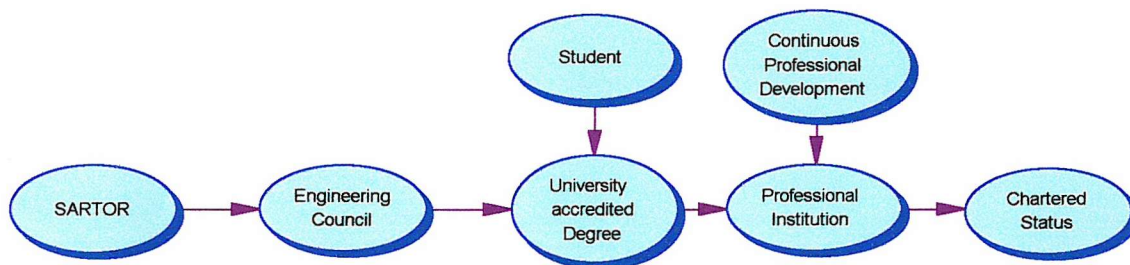 Student
Continuous
Professional
Development
SARTOR
Engineering
Council
University
accredited
Degree
Professional
Institution
Chartered
Status